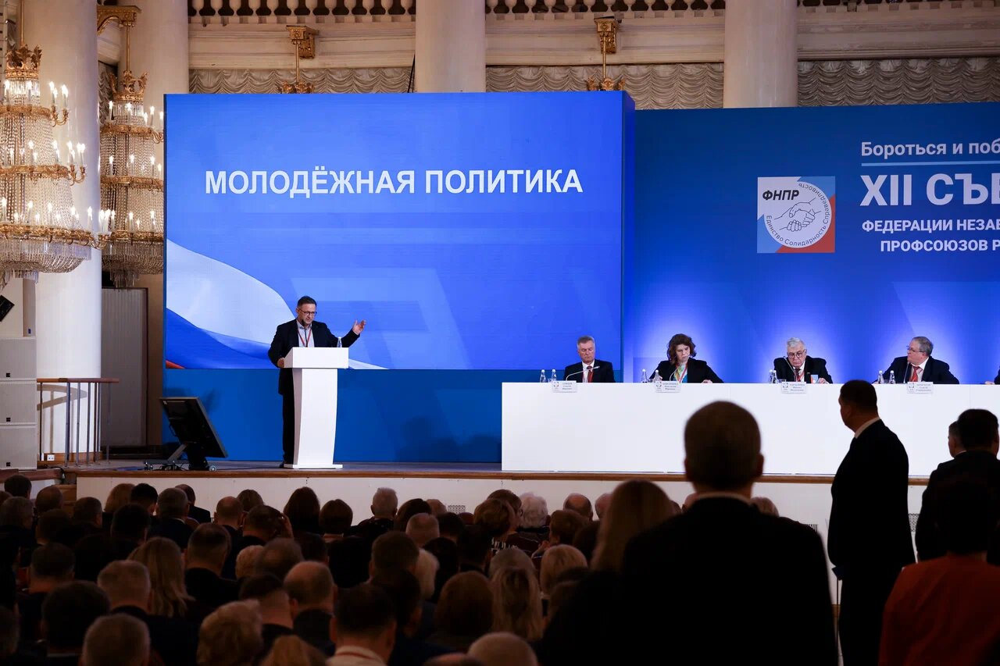 МОЛОДЁЖНАЯ ПОЛИТИКА
Бороться и поб
ФНПР
Единство Солидарность Справедливость
XII СЪЕ
ФЕДЕРАЦИИ НЕЗАВ
ПРОФСОЮЗОВ Р